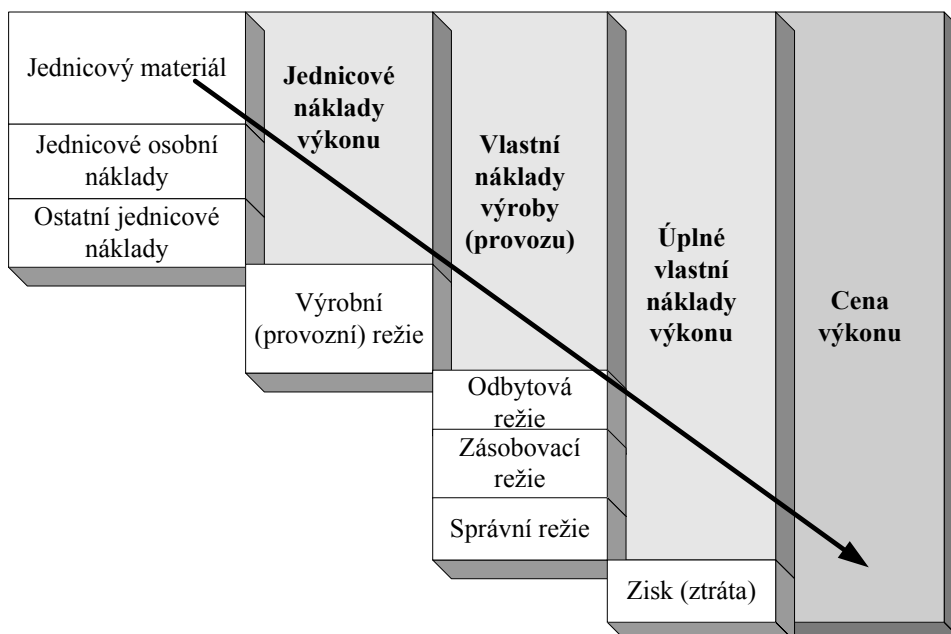 Jednicový materiál
Jednicové osobní
náklady
Ostatní jednicové
náklady
Jednicové
náklady
výkonu
Výrobní
(provozní) režie
Vlastní
náklady
výroby
(provozu)
Odbytová
režie
Zásobovací
režie
Správní režie
Úplné
vlastní
náklady
výkonu
Zisk (ztráta)
Cena
výkonu